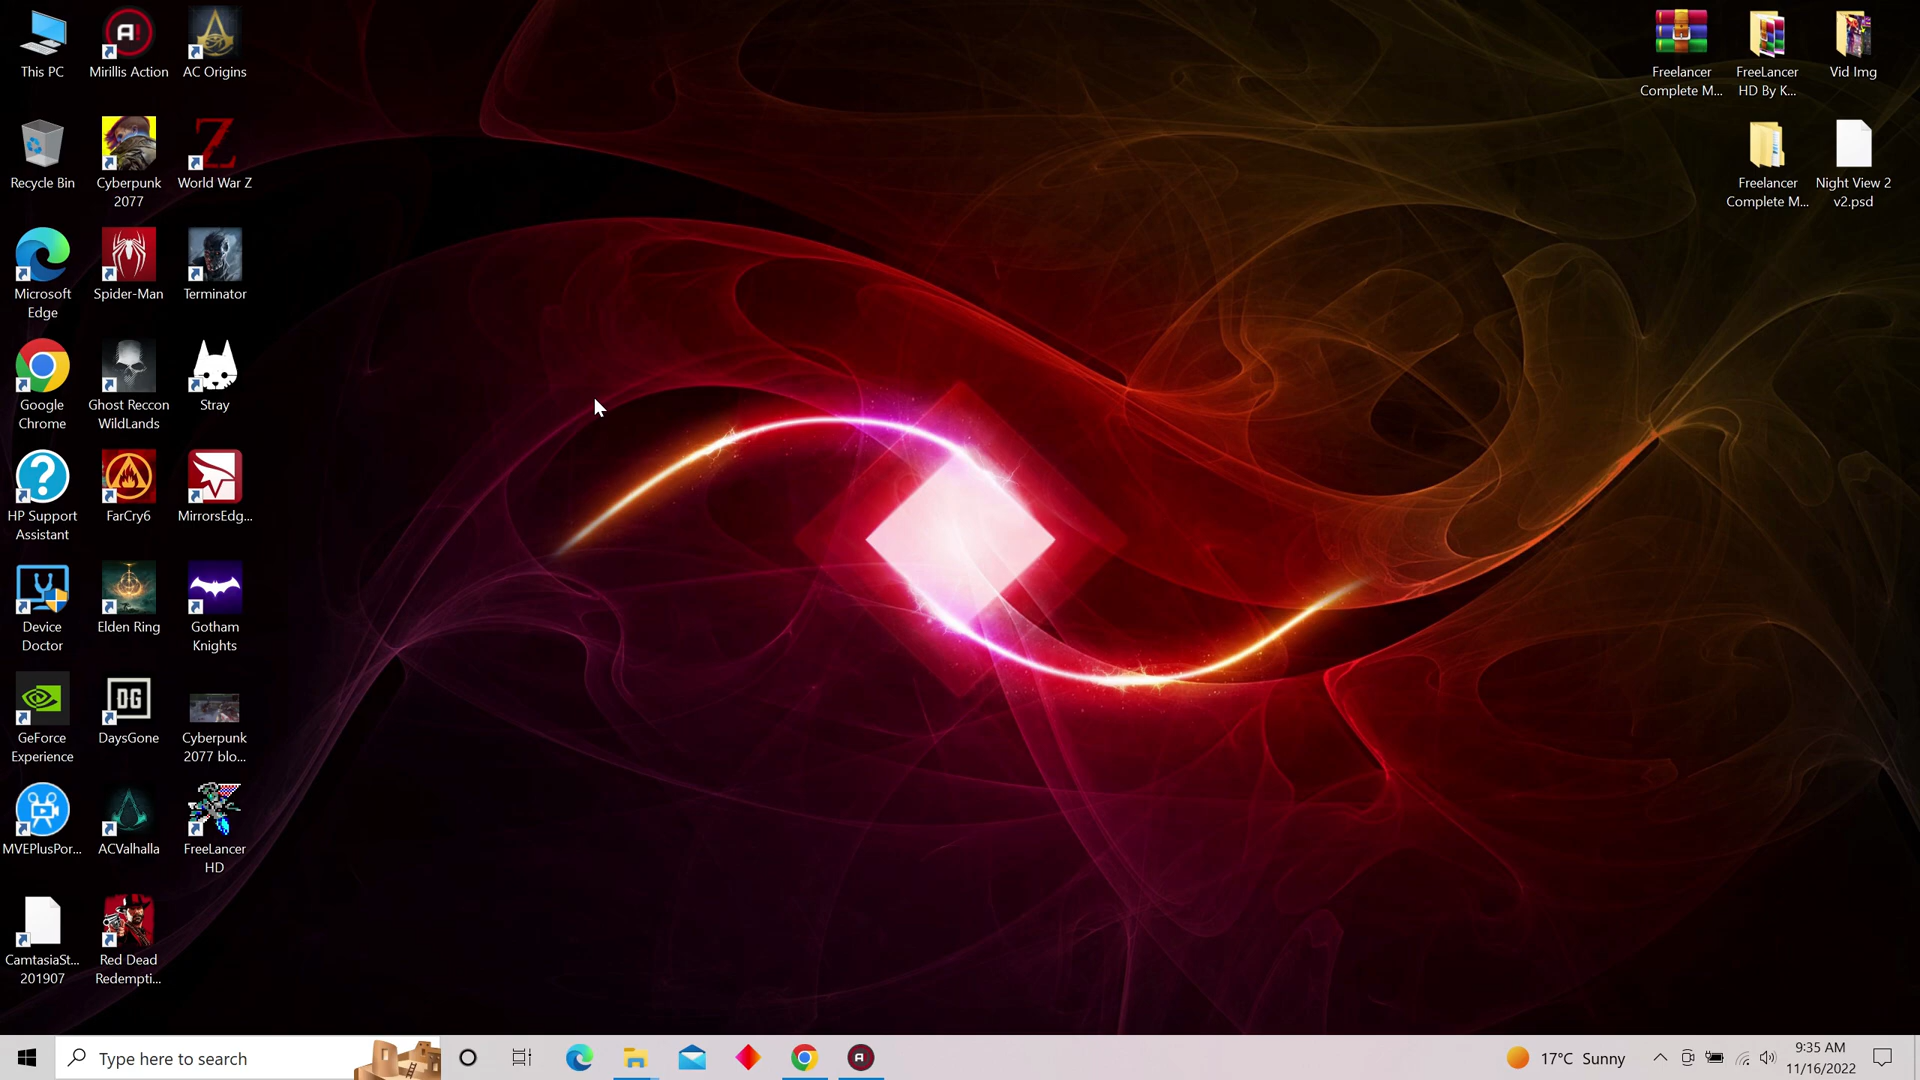 This PC
Mirillis Action
AC Origins
Recycle Bin
Cyberpunk
2077
World War Z
Microsoft
Edge
Spider-Man
Terminator
Google
Chrome
Ghost Reccon
WildLands
Stray
HP Support
Assistant
FarCry6
MirrorsEdg...
Device
Doctor
Elden Ring
Gotham
Knights
GeForce
Experience
DG
DaysGone
Cyberpunk
2077 blo...
MVEPlusPor...
ACValhalla
FreeLancer
HD
CamtasiaSt...
201907
Red Dead
Redempti...
Freelancer
Complete M...
FreeLancer
HD By K...
Vid Img
Freelancer
Complete M...
Night View 2
v2.psd
Type here to search
17°C Sunny
9:35 AM
11/16/2022